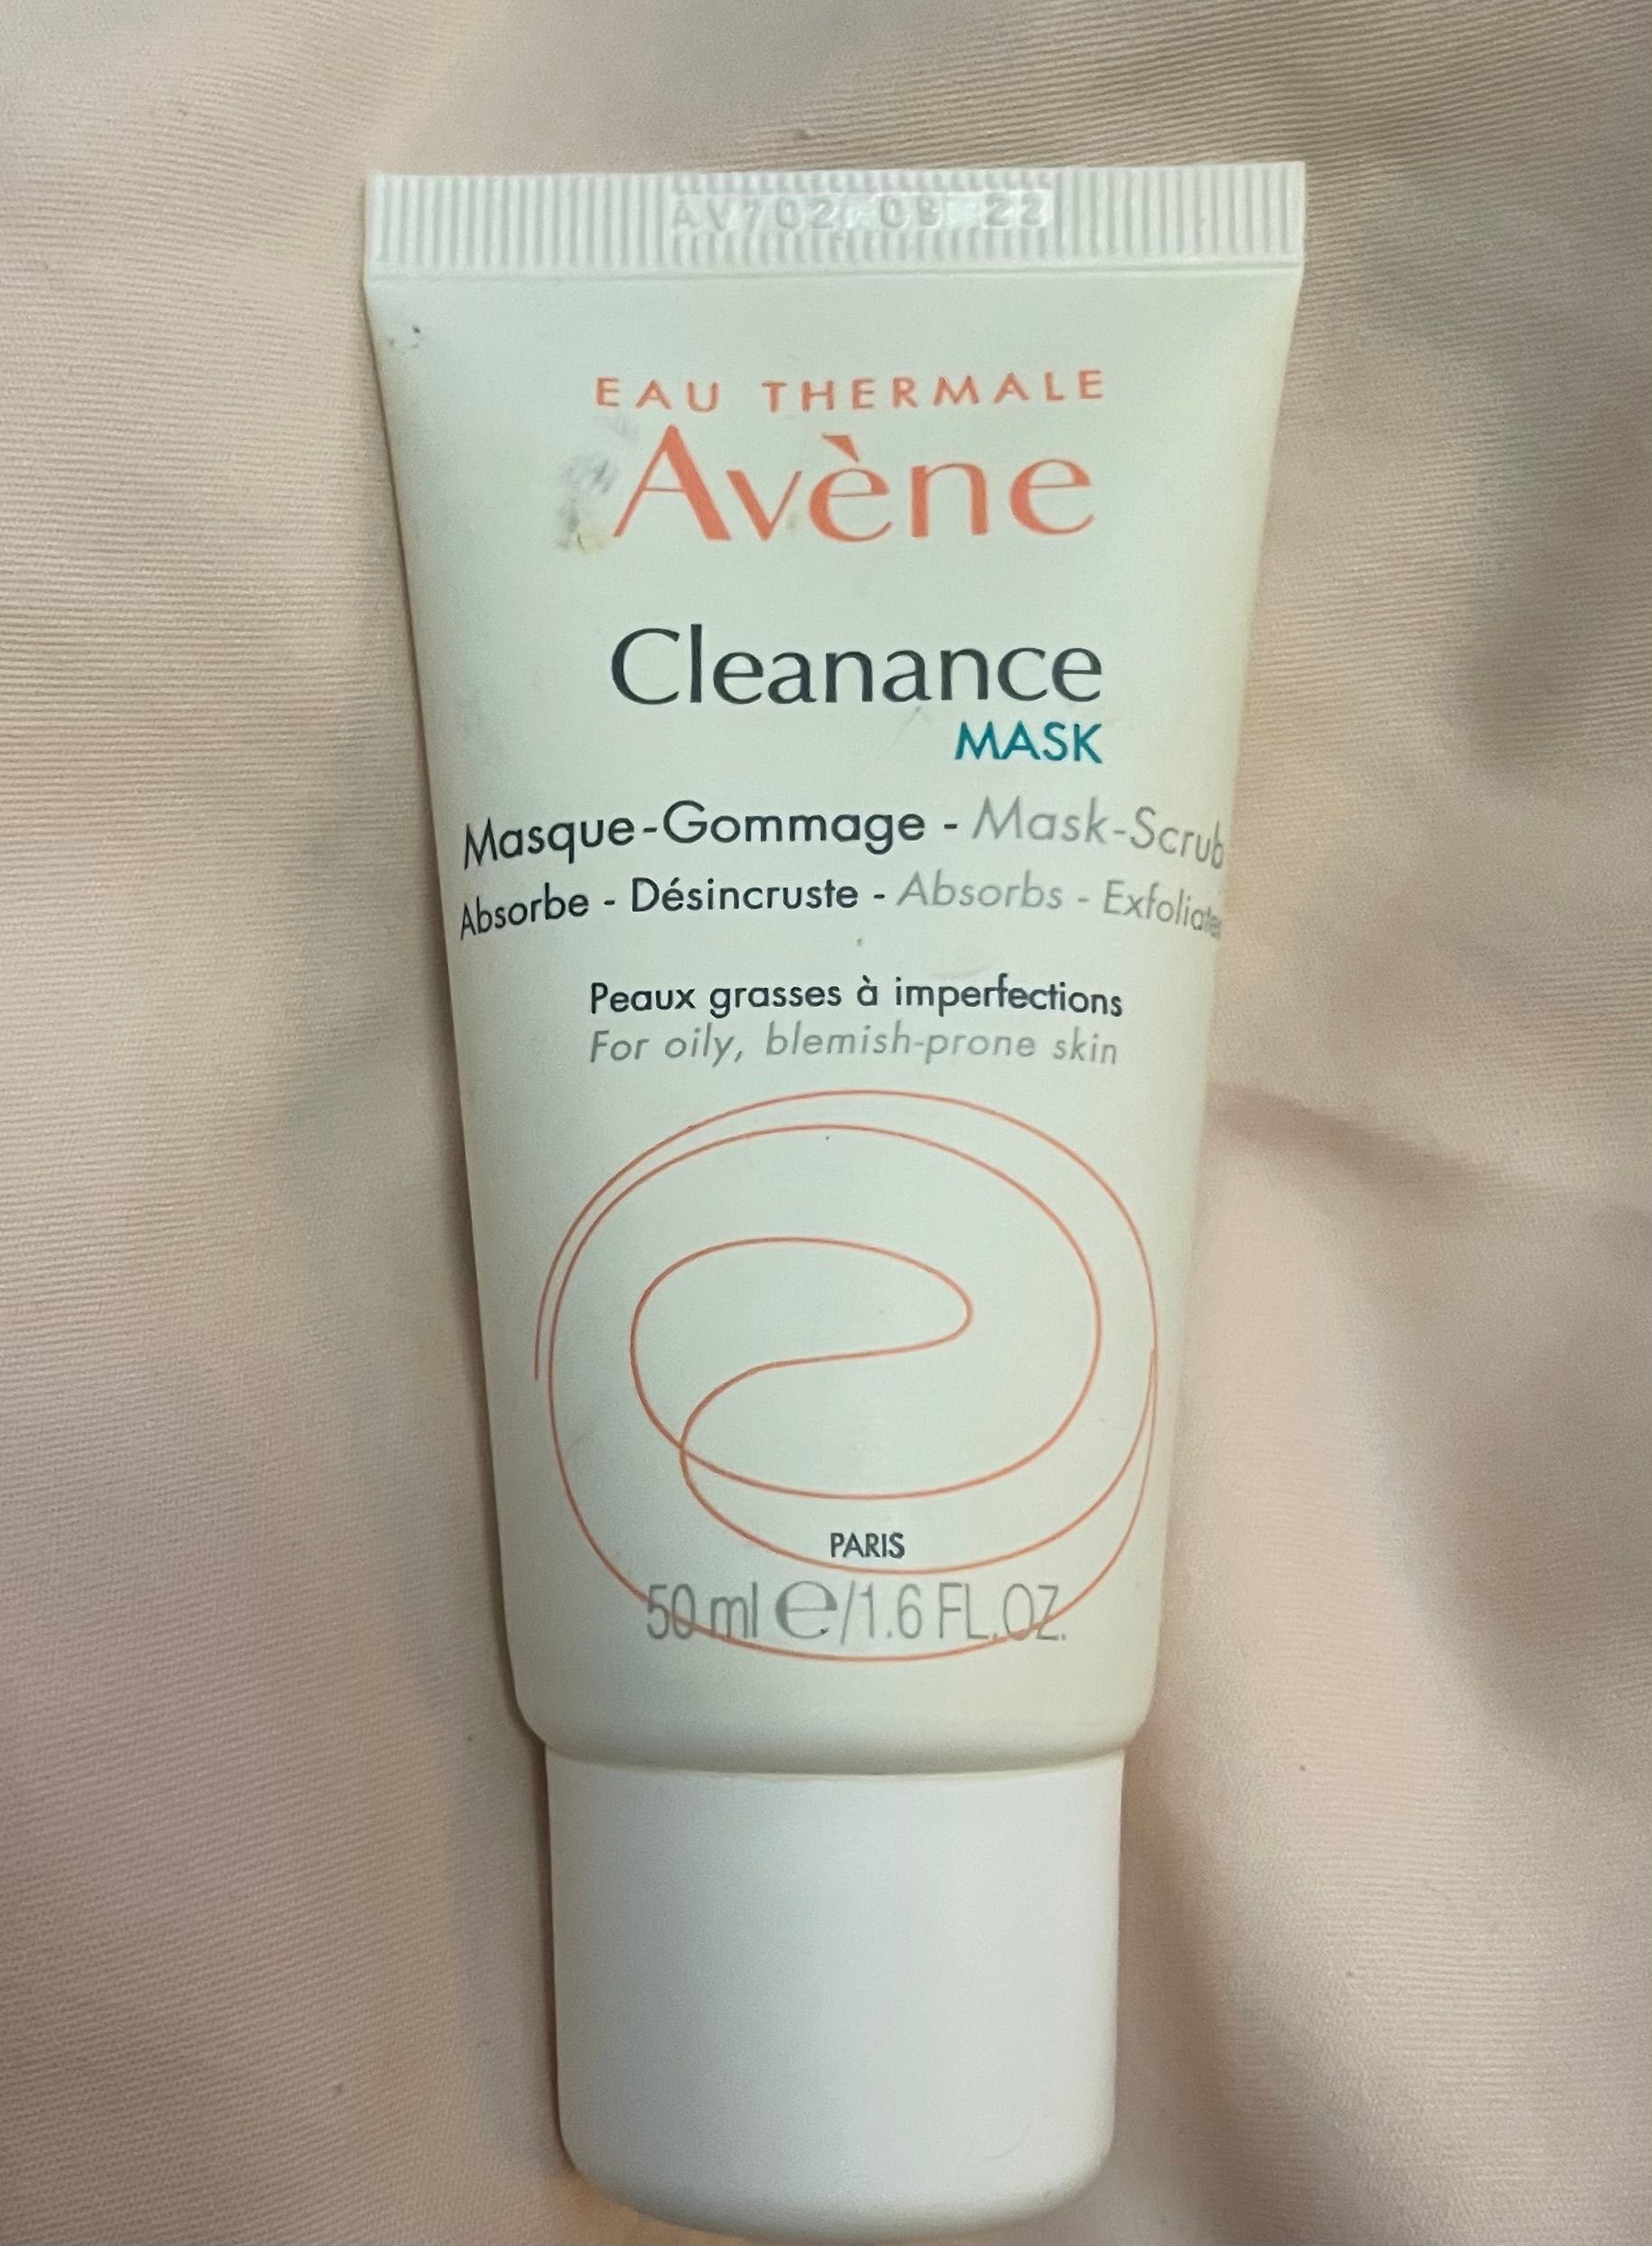 AV702 08 22
EAU THERMALE
Avène
Cleanance
MASK
Masque-Gommage - Mask-Scrub
Absorbe - Désincruste - Absorbs - Exfoliates
Peaux grasses à imperfections
For oily, blemish-prone skin
PARIS
50 ml e/1.6 FL.OZ.